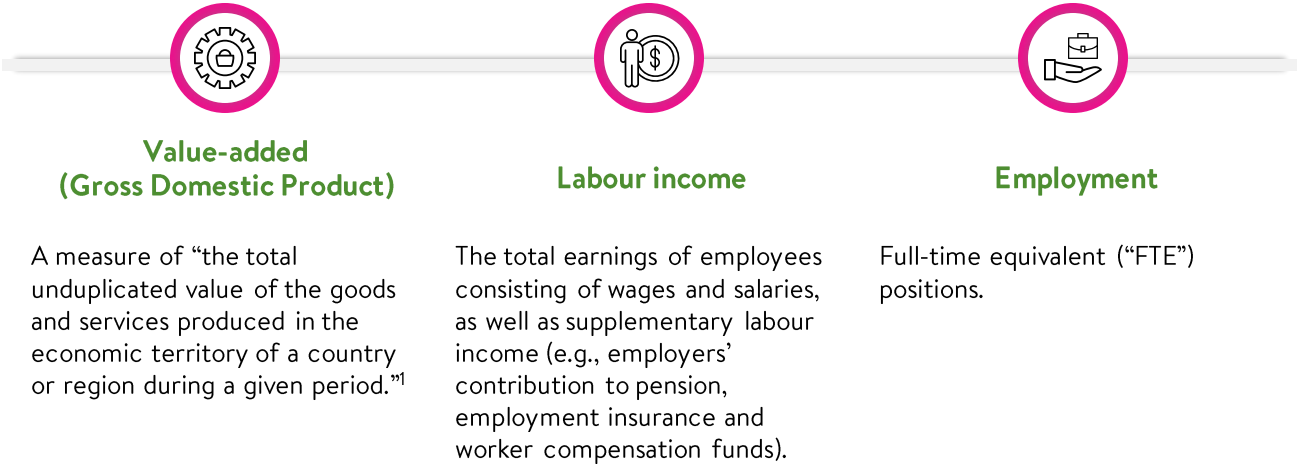 Value-added
(Gross Domestic Product)
A measure of “the total
unduplicated value of the goods
and services produced in the
economic territory of a country
or region during a given period.”1
Labour income
The total earnings of employees
consisting of wages and salaries,
as well as supplementary labour
income (e.g., employers’
contribution to pension,
employment insurance and
worker compensation funds).
Employment
Full-time equivalent (“FTE”)
positions.